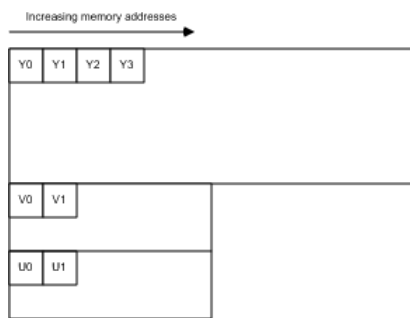 Increasing memory addresses
Y0 Y1 Y2 Y3
V0 V1
U0 U1